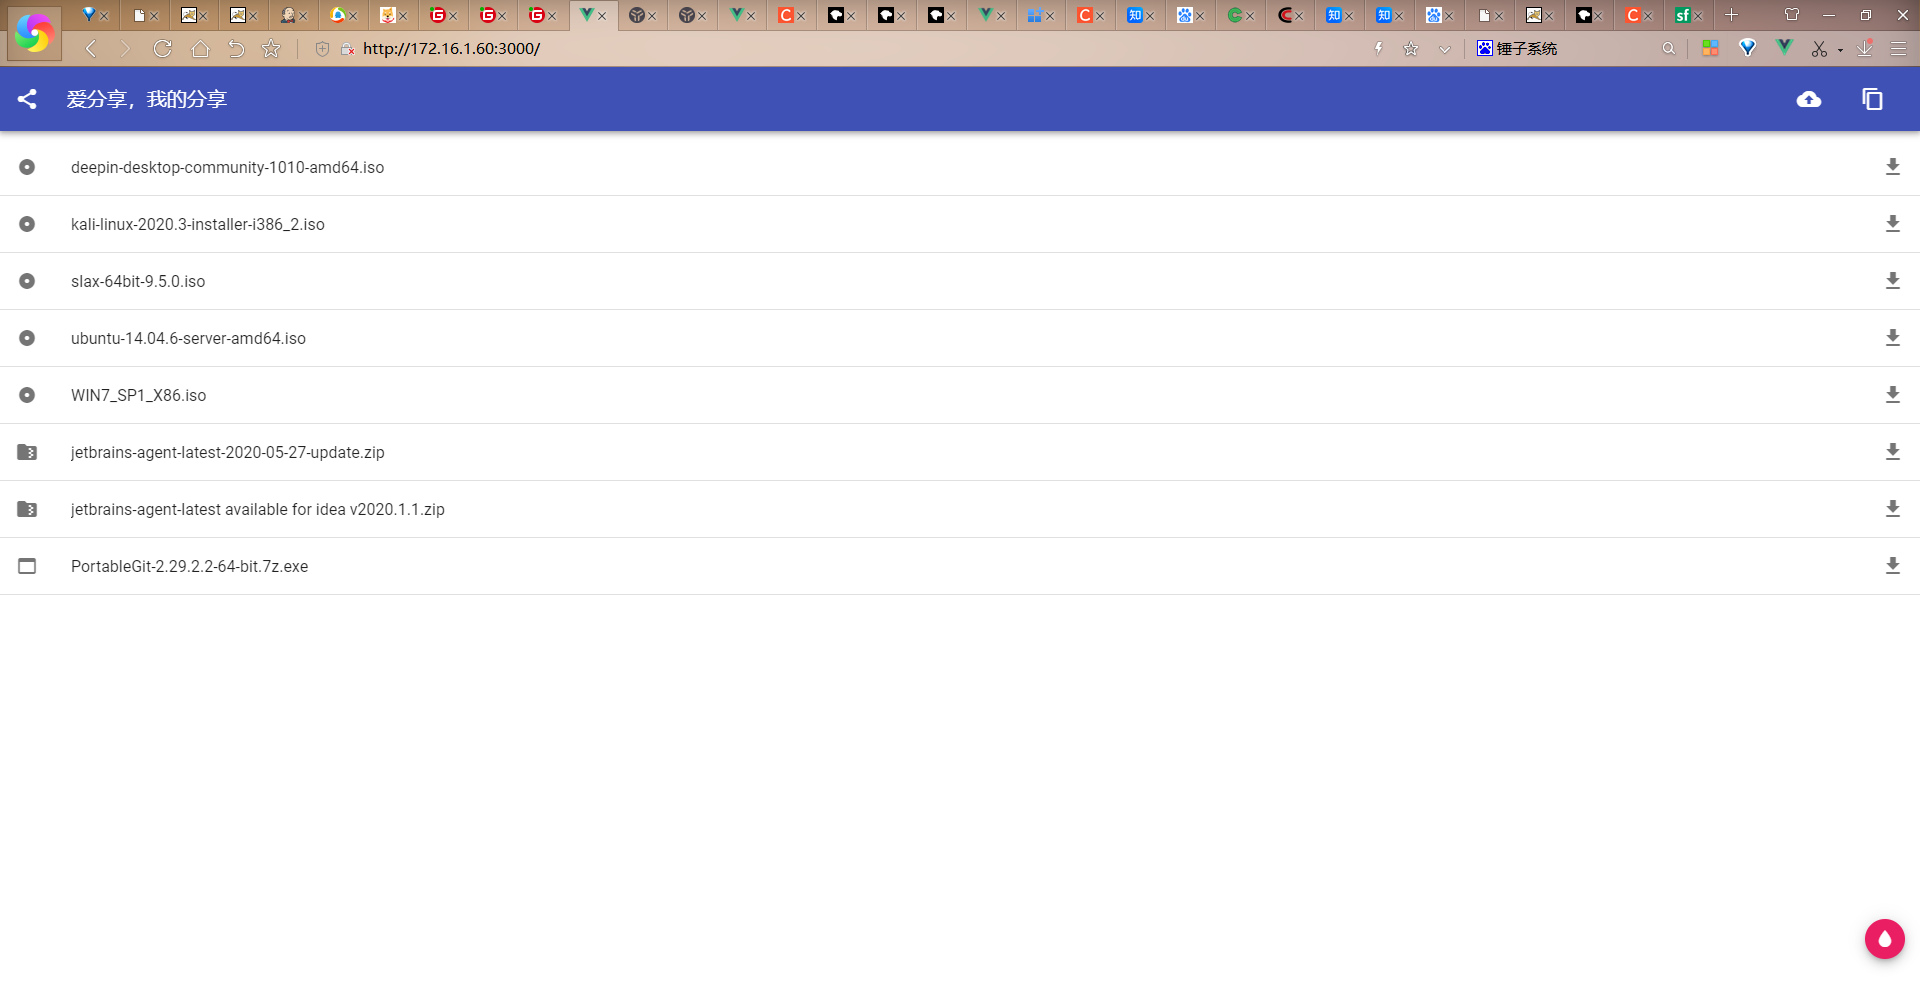 http://172.16.1.60:3000/
锤子系统
爱分享，我的分享
deepin-desktop-community-1010-amd64.iso
kali-linux-2020.3-installer-i386_2.iso
slax-64bit-9.5.0.iso
ubuntu-14.04.6-server-amd64.iso
WIN7_SP1_X86.iso
jetbrains-agent-latest-2020-05-27-update.zip
jetbrains-agent-latest available for idea v2020.1.1.zip
PortableGit-2.29.2.2-64-bit.7z.exe